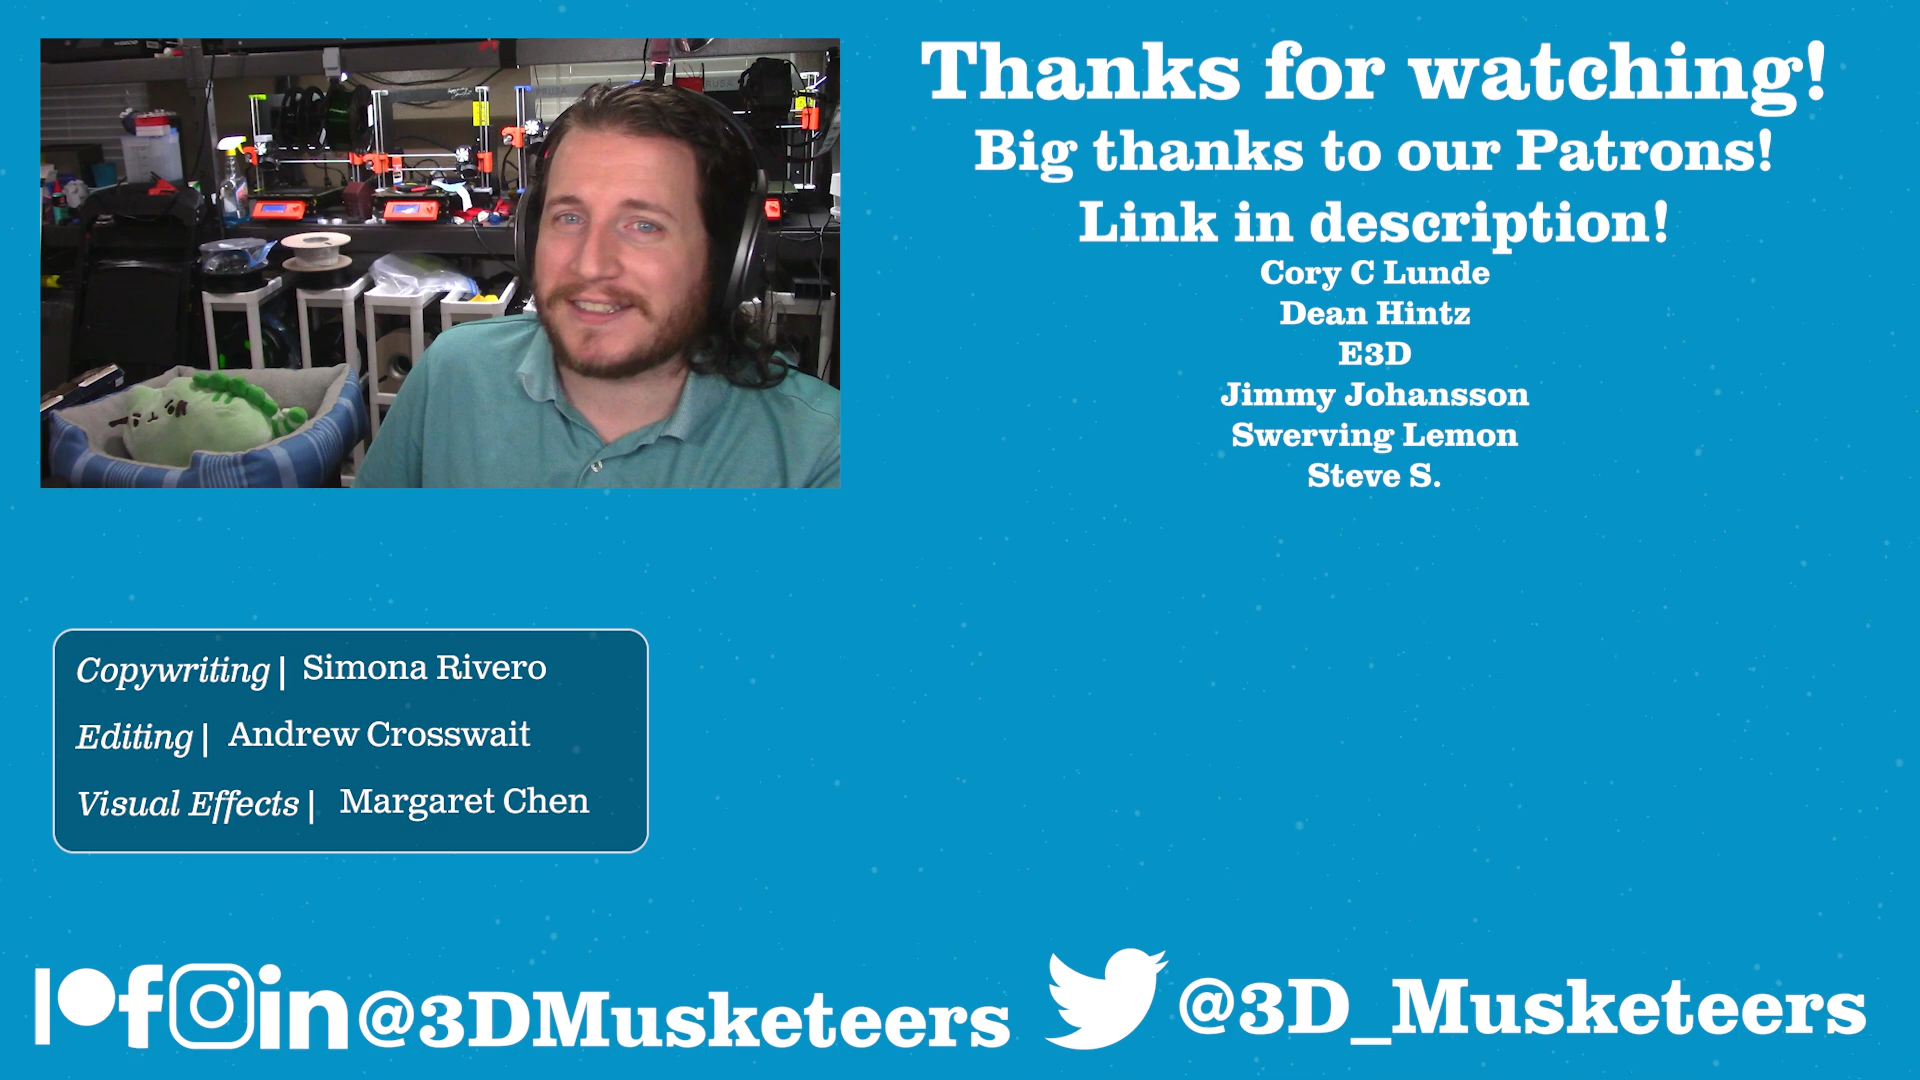 Thanks for watching!
Big thanks to our Patrons!
Link in description!
Cory C Lunde
Dean Hintz
E3D
Jimmy Johansson
Swerving Lemon
Steve S.
Copywriting | Simona Rivero
Editing | Andrew Crosswait
Visual Effects | Margaret Chen
@3DMusketeers
@3D_Musketeers